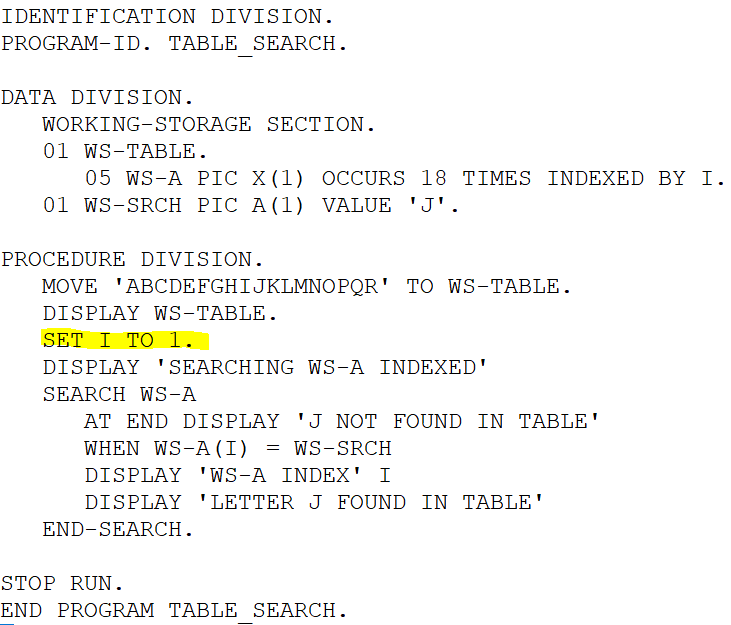 IDENTIFICATION DIVISION.
PROGRAM-ID. TABLE_SEARCH.

DATA DIVISION.
   WORKING-STORAGE SECTION.
   01 WS-TABLE.
      05 WS-A PIC X(1) OCCURS 18 TIMES INDEXED BY I.
   01 WS-SRCH PIC A(1) VALUE 'J'.

PROCEDURE DIVISION.
   MOVE 'ABCDEFGHIJKLMNOPQR' TO WS-TABLE.
   DISPLAY WS-TABLE.
   SET I TO 1.
   DISPLAY 'SEARCHING WS-A INDEXED'
   SEARCH WS-A
      AT END DISPLAY 'J NOT FOUND IN TABLE'
      WHEN WS-A(I) = WS-SRCH
      DISPLAY 'WS-A INDEX' I
      DISPLAY 'LETTER J FOUND IN TABLE'
   END-SEARCH.

STOP RUN.
END PROGRAM TABLE_SEARCH.